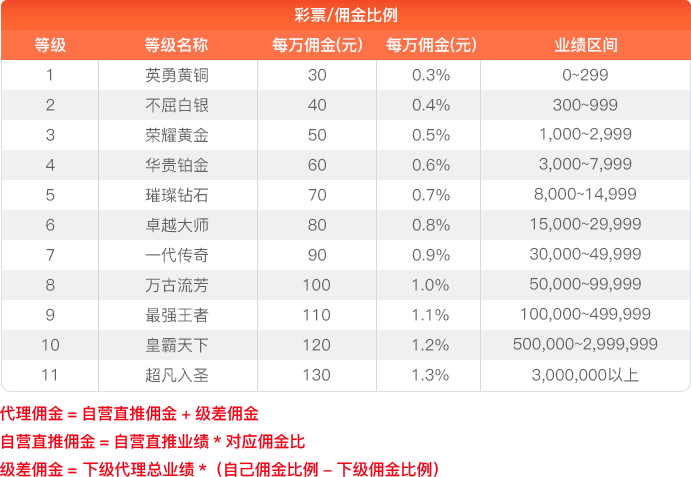 彩票/佣金比例
等级 等级名称 每万佣金(元) 每万佣金(元) 业绩区间
1 英勇黄铜 30 0.3% 0~299
2 不屈白银 40 0.4% 300~999
3 荣耀黄金 50 0.5% 1,000~2,999
4 华贵铂金 60 0.6% 3,000~7,999
5 璀璨钻石 70 0.7% 8,000~14,999
6 卓越大师 80 0.8% 15,000~29,999
7 一代传奇 90 0.9% 30,000~49,999
8 万古流芳 100 1.0% 50,000~99,999
9 最强王者 110 1.1% 100,000~499,999
10 皇霸天下 120 1.2% 500,000~2,999,999
11 超凡入圣 130 1.3% 3,000,000以上
代理佣金 = 自营直推佣金 + 级差佣金
自营直推佣金 = 自营直推业绩 * 对应佣金比
级差佣金 = 下级代理总业绩 *（自己佣金比例 – 下级佣金比例）